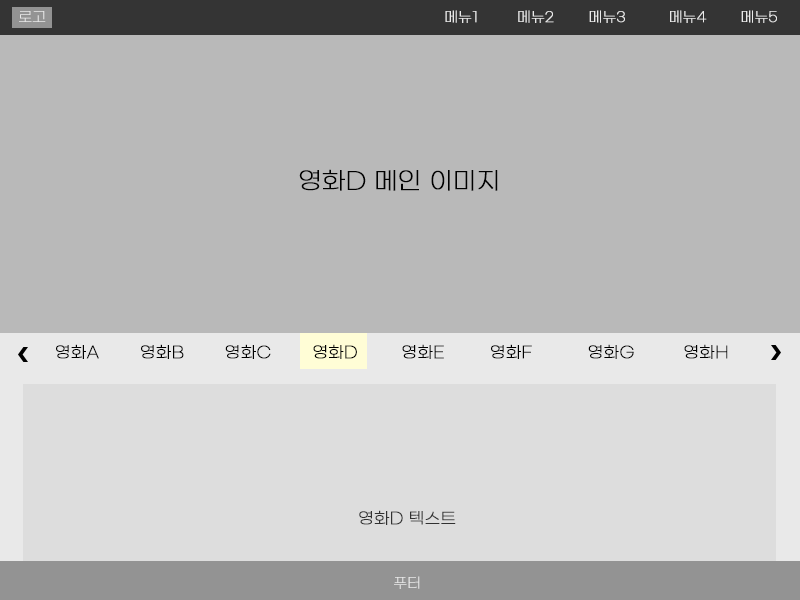 로고 메뉴1 메뉴2 메뉴3 메뉴4 메뉴5
영화D 메인 이미지
❮ 영화A 영화B 영화C 영화D 영화E 영화F 영화G 영화H ❯
영화D 텍스트
푸터